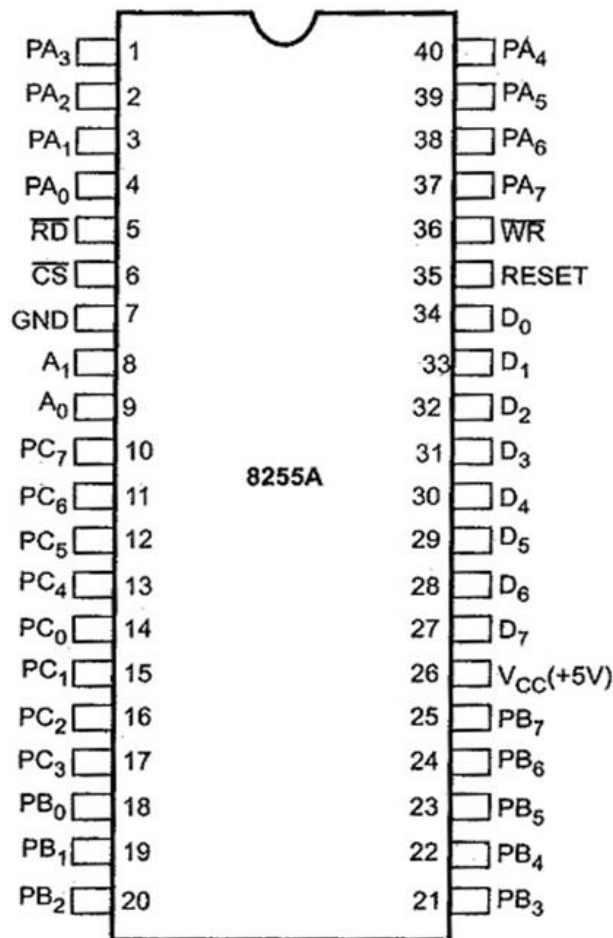 PA₃ 1 40 PA₄
PA₂ 2 39 PA₅
PA₁ 3 38 PA₆
PA₀ 4 37 PA₇
R̅D̅ 5 36 W̅R̅
C̅S̅ 6 35 RESET
GND 7 34 D₀
A₁ 8 33 D₁
A₀ 9 32 D₂
PC₇ 10 31 D₃
8255A
PC₆ 11 30 D₄
PC₅ 12 29 D₅
PC₄ 13 28 D₆
PC₀ 14 27 D₇
PC₁ 15 26 V_CC(+5V)
PC₂ 16 25 PB₇
PC₃ 17 24 PB₆
PB₀ 18 23 PB₅
PB₁ 19 22 PB₄
PB₂ 20 21 PB₃